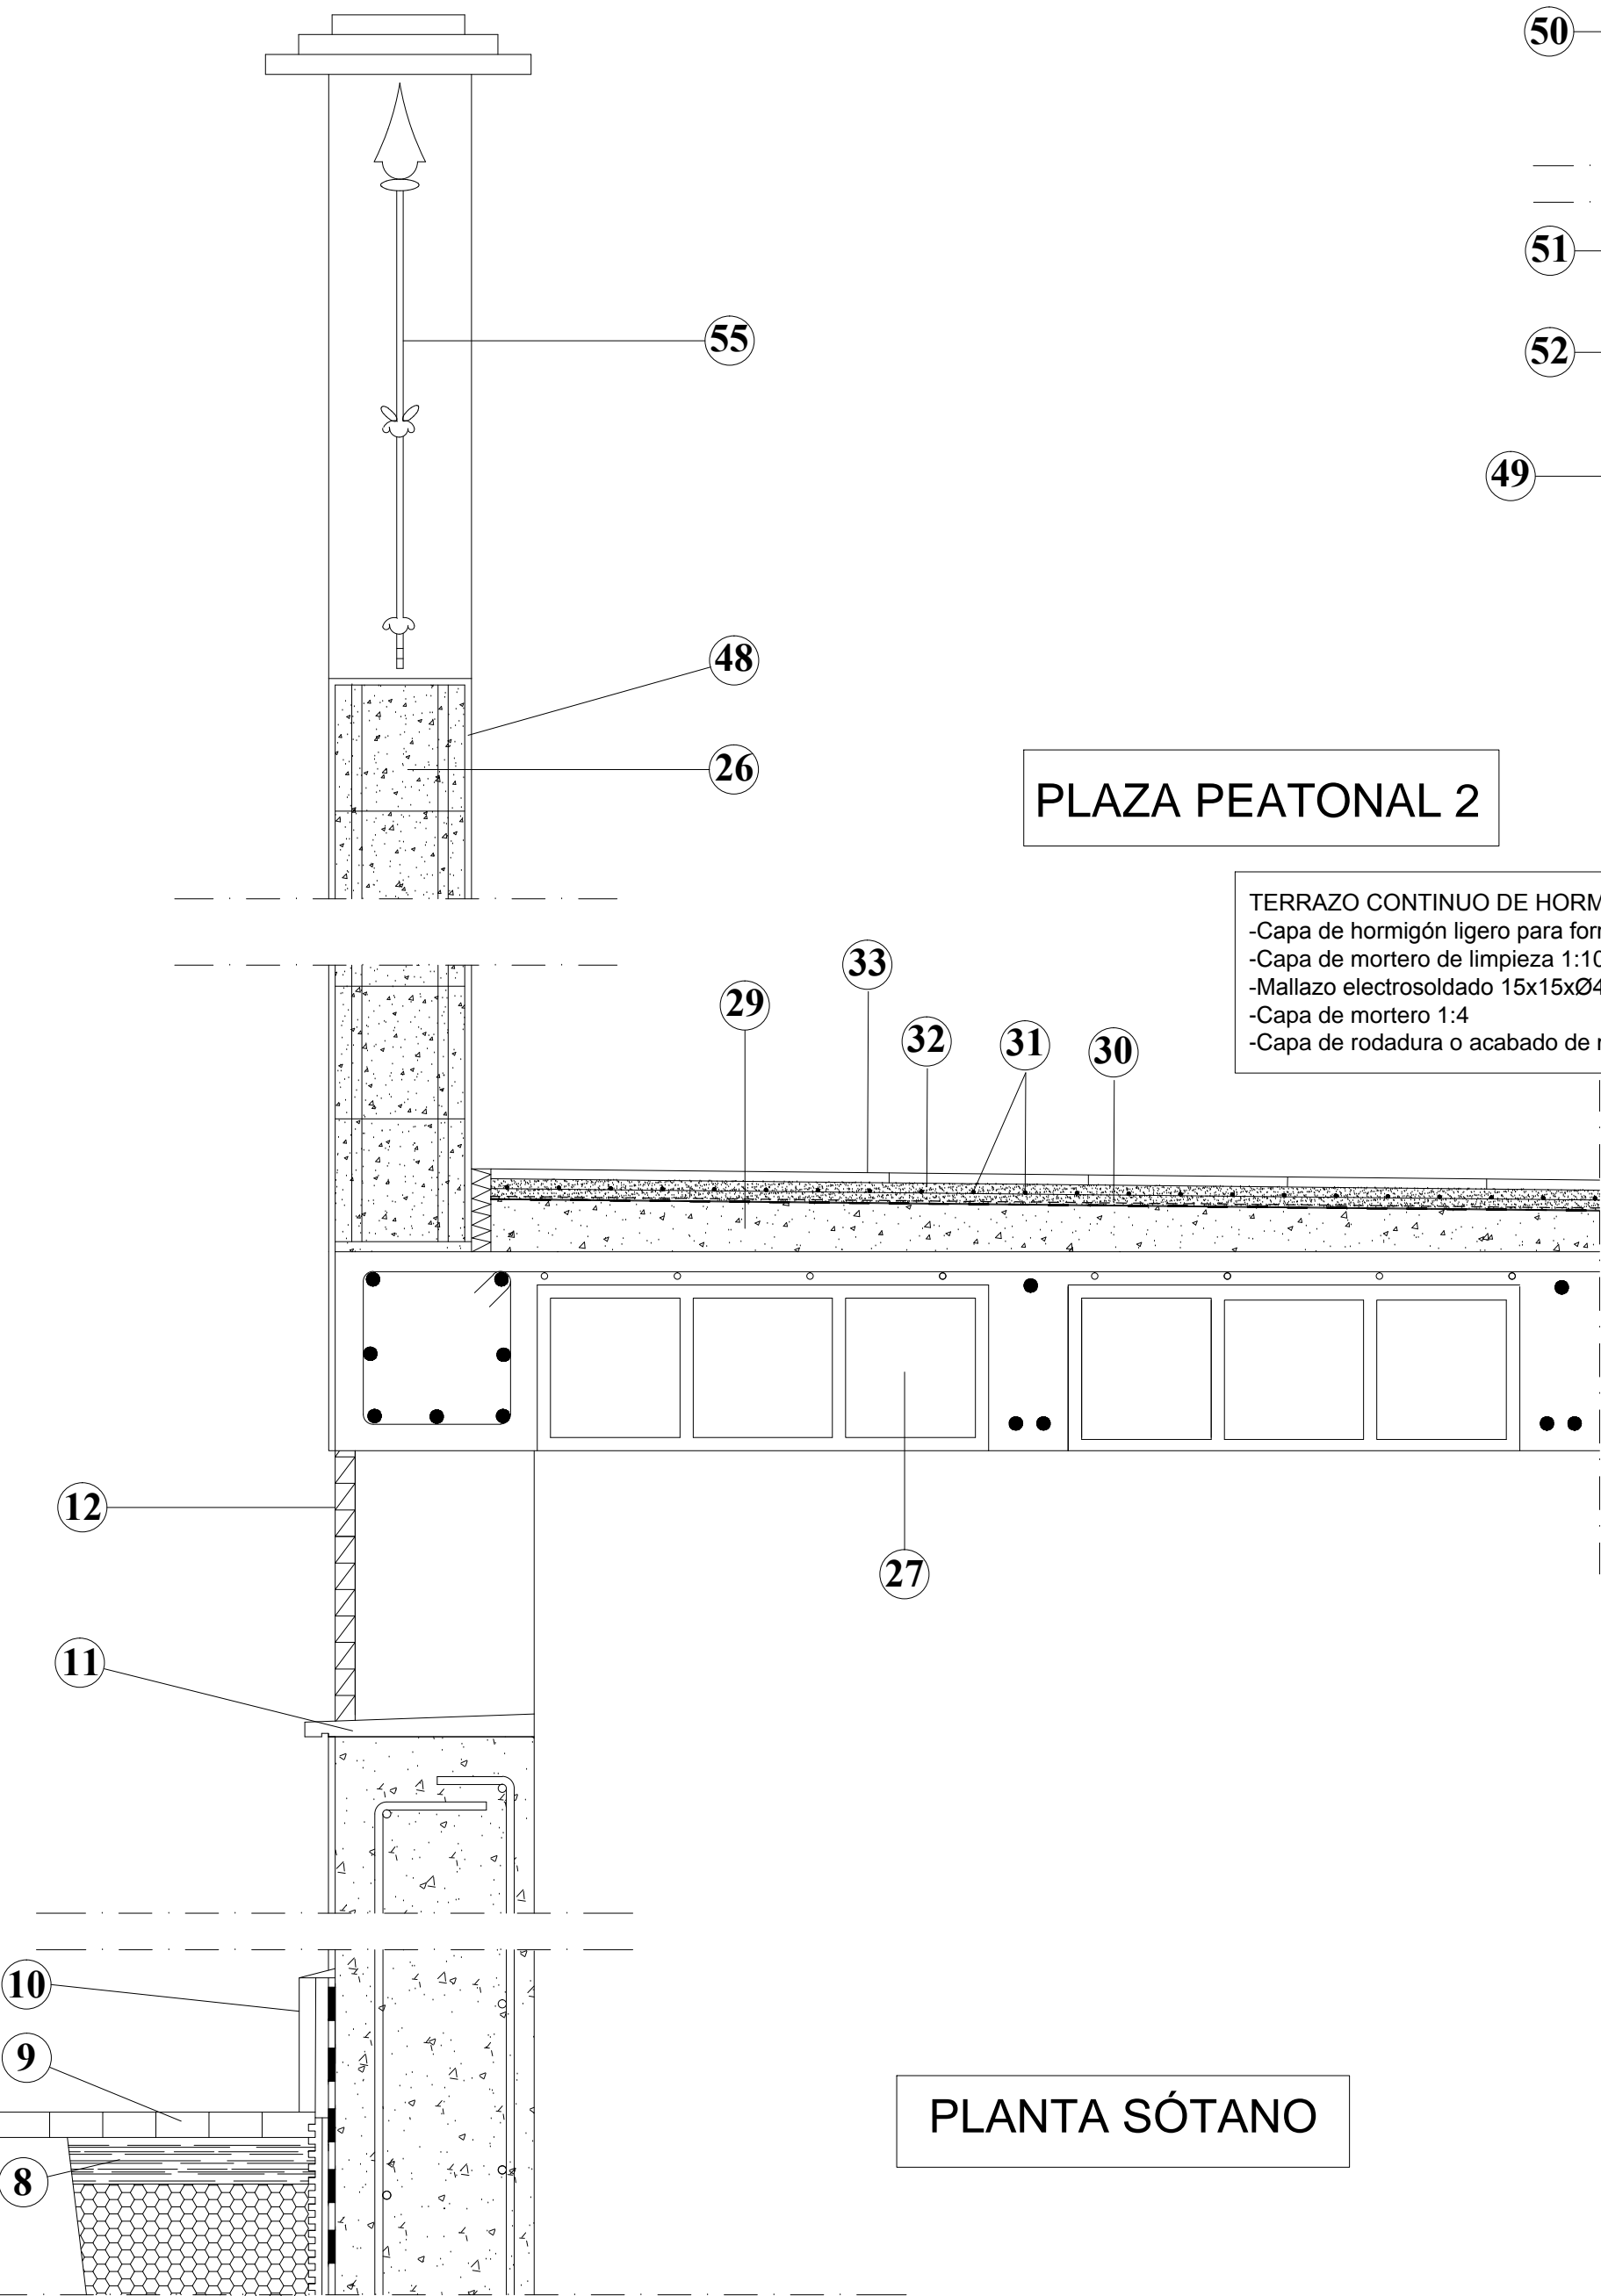 50
51
55
52
49
48
26
PLAZA PEATONAL 2
TERRAZO CONTINUO DE HORM
-Capa de hormigón ligero para for
-Capa de mortero de limpieza 1:10
-Mallazo electrosoldado 15x15xØ4
-Capa de mortero 1:4
-Capa de rodadura o acabado de
33
29
32
31
30
12
27
11
10
9
8
PLANTA SÓTANO